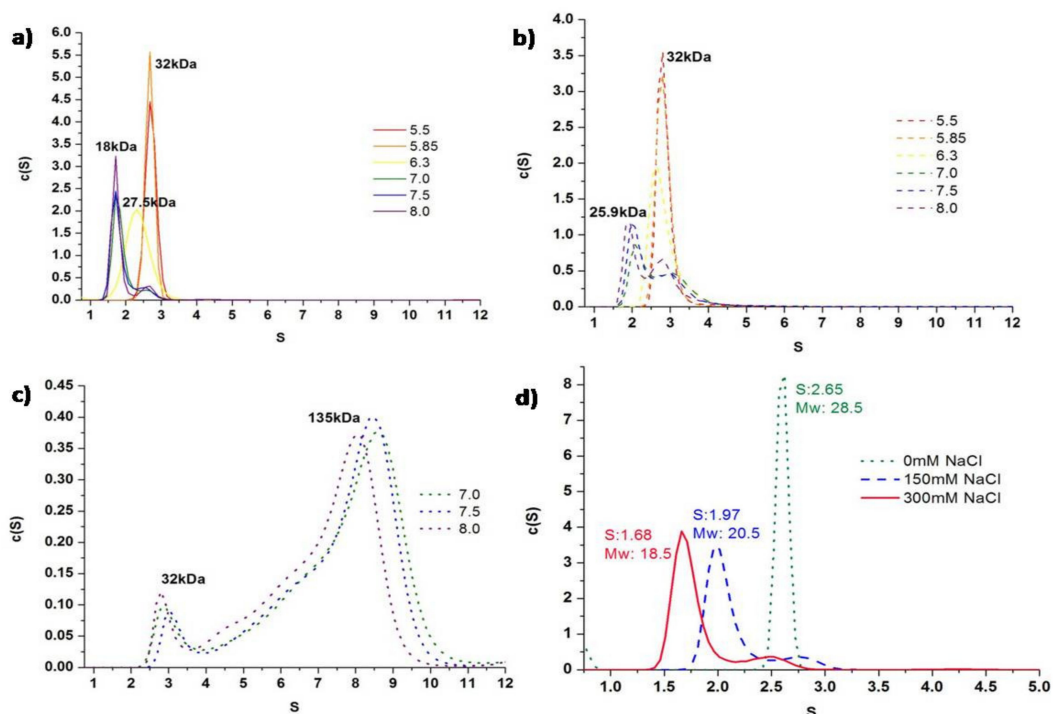 a)
6.0
5.5
5.0
4.5
4.0
3.5
3.0
2.5
2.0
1.5
1.0
0.5
0.0
c(S)
32kDa
18kDa
27.5kDa
5.5
5.85
6.3
7.0
7.5
8.0
1 2 3 4 5 6 7 8 9 10 11 12
S
b)
4.0
3.5
3.0
2.5
2.0
1.5
1.0
0.5
0.0
c(S)
32kDa
25.9kDa
5.5
5.85
6.3
7.0
7.5
8.0
1 2 3 4 5 6 7 8 9 10 11 12
S
c)
0.45
0.40
0.35
0.30
0.25
0.20
0.15
0.10
0.05
0.00
c(S)
135kDa
32kDa
7.0
7.5
8.0
1 2 3 4 5 6 7 8 9 10 11 12
S
d)
8
7
6
5
4
3
2
1
0
c(S)
S:2.65
Mw: 28.5
0mM NaCl
150mM NaCl
300mM NaCl
S:1.97
Mw: 20.5
S:1.68
Mw: 18.5
1.0 1.5 2.0 2.5 3.0 3.5 4.0 4.5 5.0
S